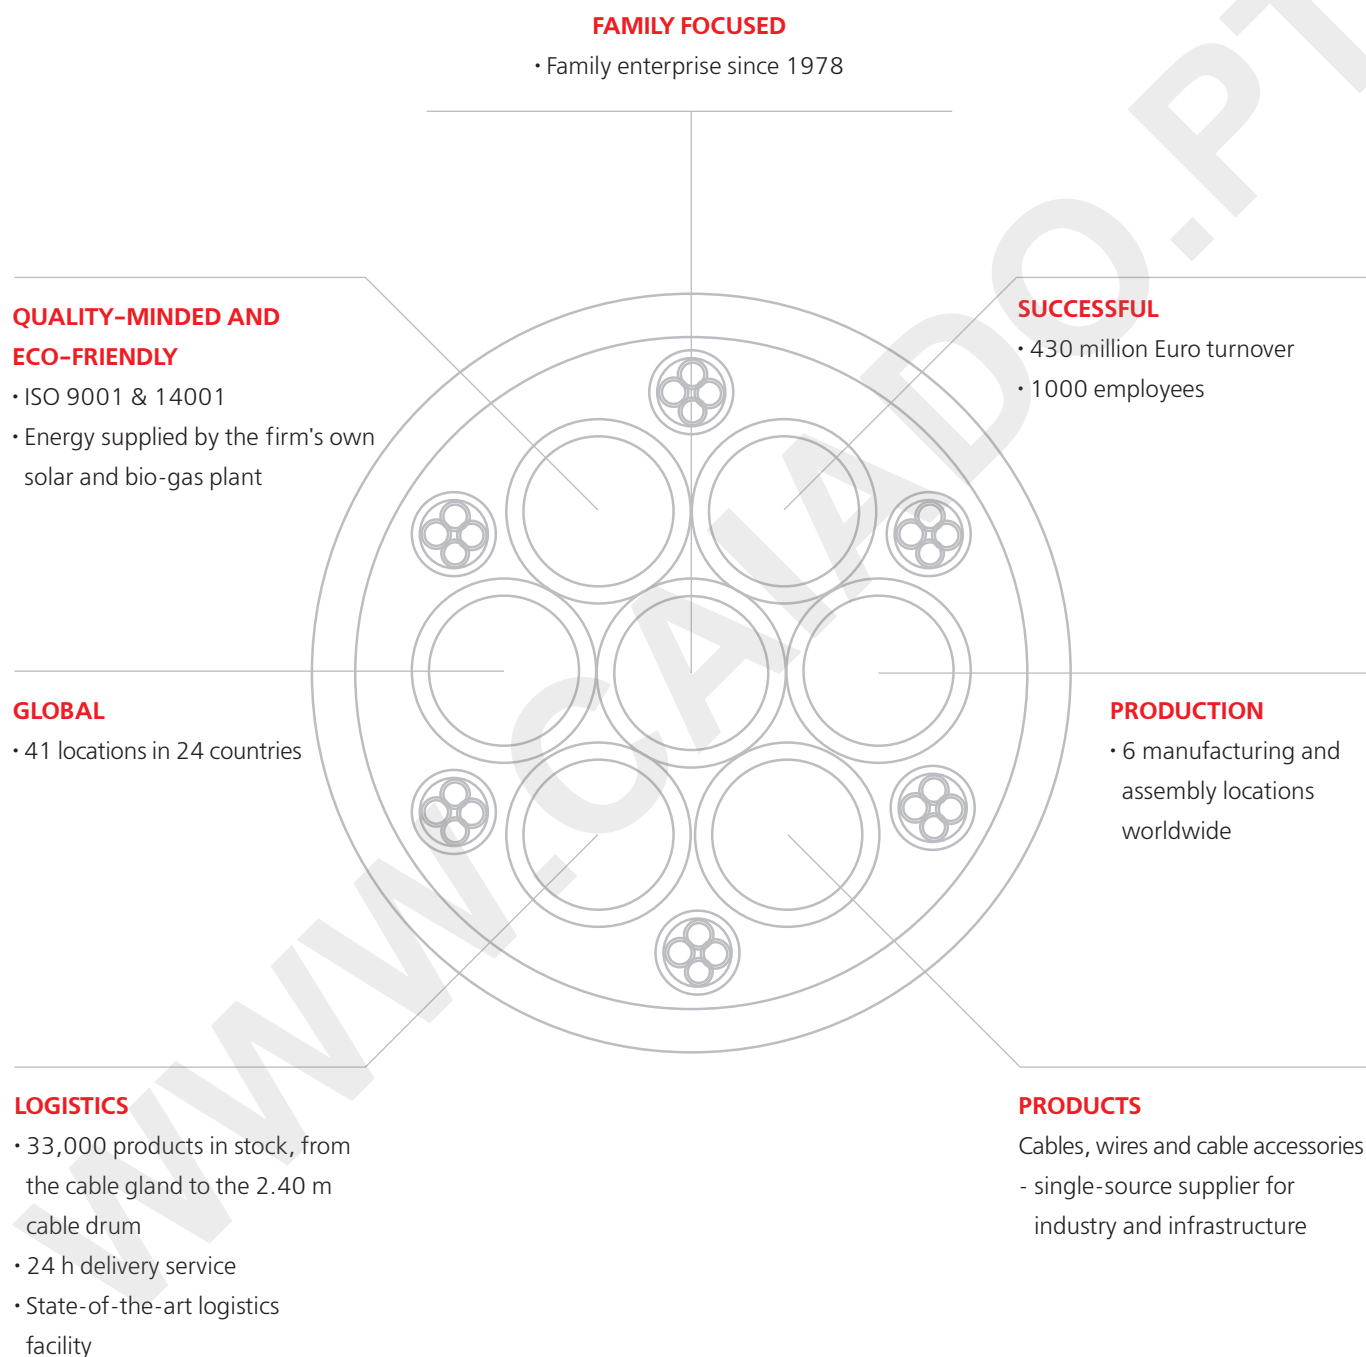 FAMILY FOCUSED
• Family enterprise since 1978
QUALITY-MINDED AND
ECO-FRIENDLY
• ISO 9001 & 14001
• Energy supplied by the firm's own
solar and bio-gas plant
SUCCESSFUL
• 430 million Euro turnover
• 1000 employees
GLOBAL
• 41 locations in 24 countries
PRODUCTION
• 6 manufacturing and
assembly locations
worldwide
LOGISTICS
• 33,000 products in stock, from
the cable gland to the 2.40 m
cable drum
• 24 h delivery service
• State-of-the-art logistics
facility
PRODUCTS
Cables, wires and cable accessories
- single-source supplier for
industry and infrastructure
WWW.CAIADO.PT